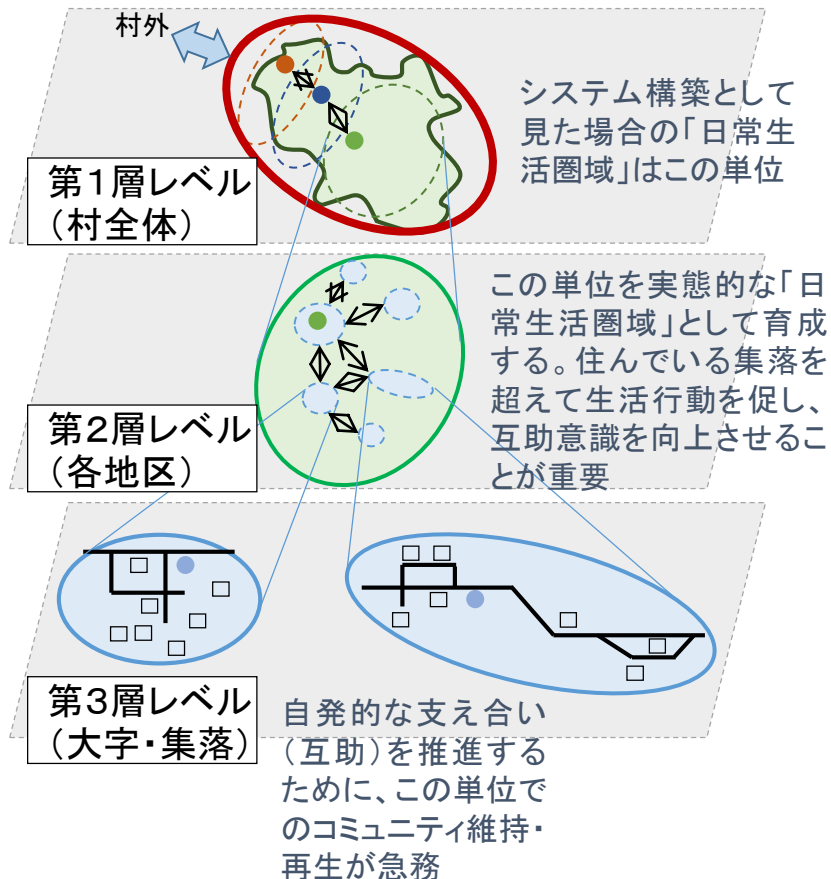 村外
システム構築として
見た場合の「日常生
活圏域」はこの単位
第１層レベル
（村全体）
この単位を実態的な「日
常生活圏域」として育成
する。住んでいる集落を
超えて生活行動を促し、
互助意識を向上させるこ
とが重要
第２層レベル
（各地区）
第３層レベル
（大字・集落）
自発的な支え合い
（互助）を推進する
ために、この単位で
のコミュニティ維持・
再生が急務